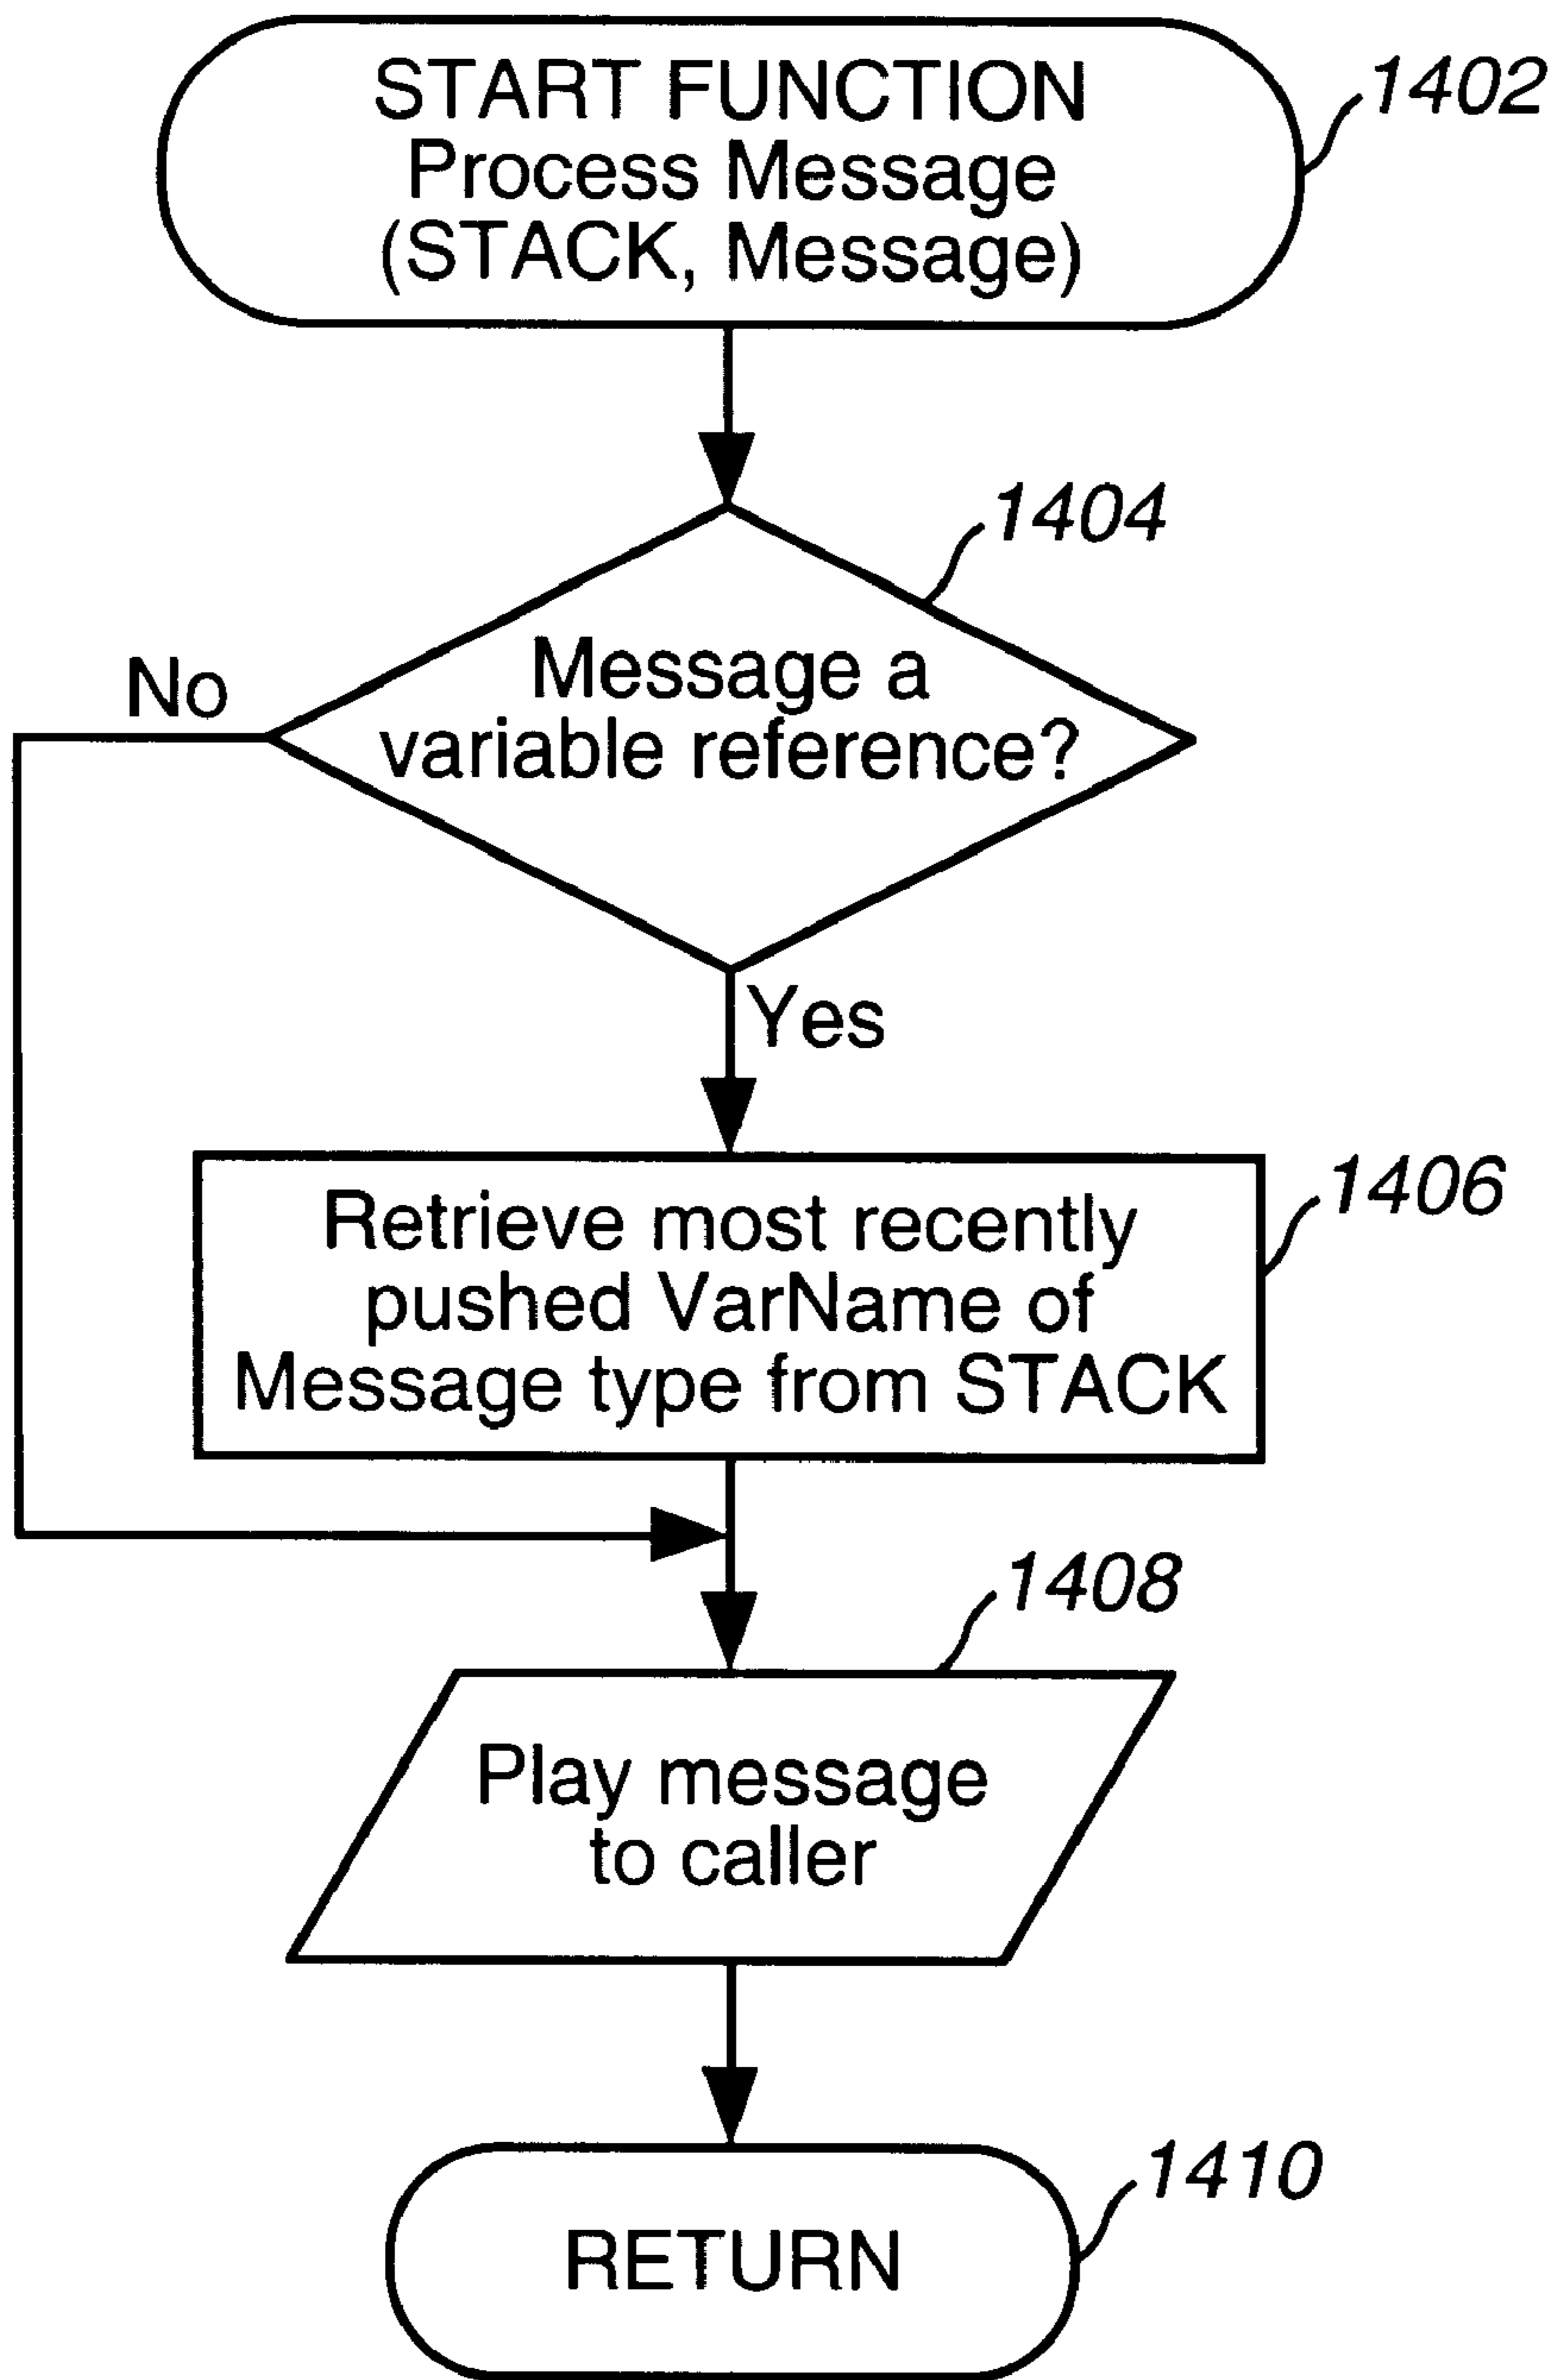 START FUNCTION
Process Message
(STACK, Message)
1402
1404
Message a
variable reference?
No
Yes
1406
Retrieve most recently
pushed VarName of
Message type from STACK
1408
Play message
to caller
1410
RETURN